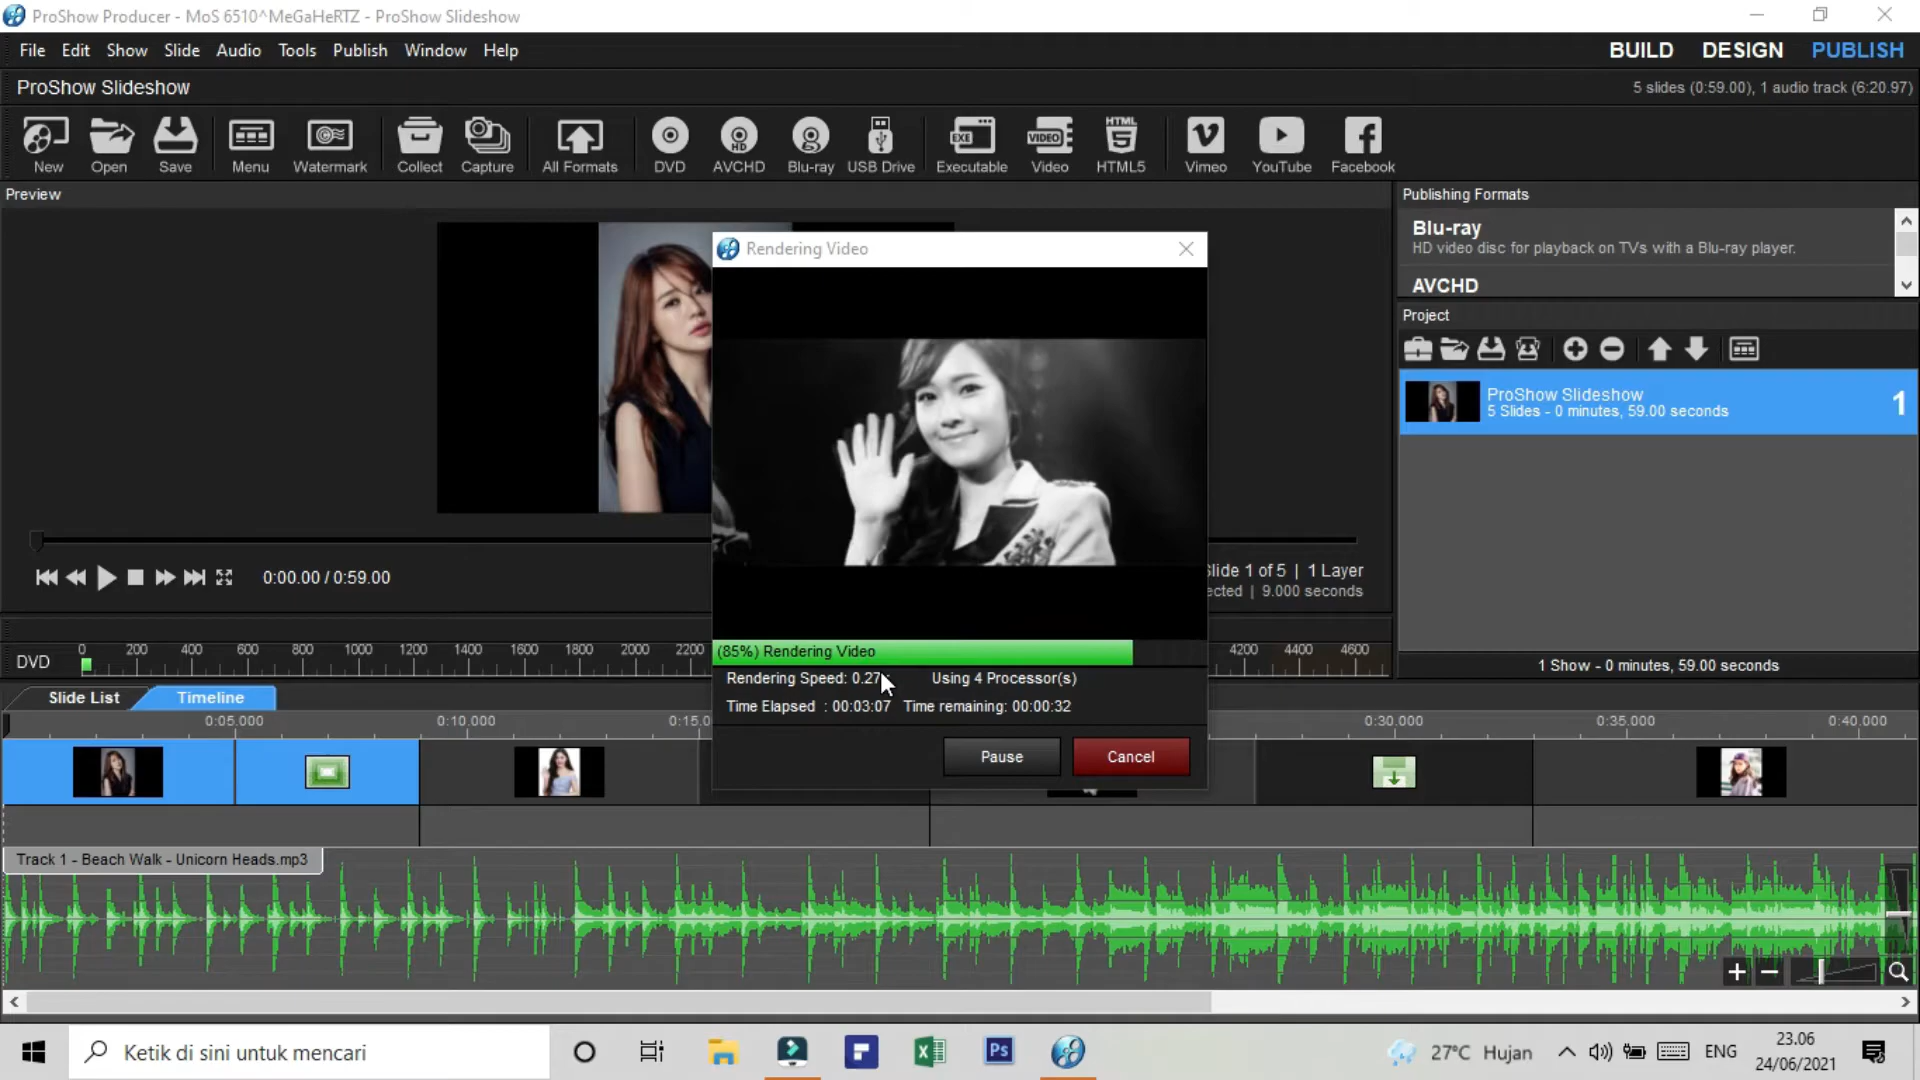 ProShow Producer - MoS 6510^MeGaHeRTZ - ProShow Slideshow
File Edit Show Slide Audio Tools Publish Window Help
BUILD DESIGN PUBLISH
ProShow Slideshow
5 slides (0:59.00), 1 audio track (6:20.97)
New Open Save Menu Watermark Collect Capture All Formats DVD AVCHD Blu-ray USB Drive Executable Video HTML5 Vimeo YouTube Facebook
Preview
Publishing Formats
Blu-ray
HD video disc for playback on TVs with a Blu-ray player.
AVCHD
Project
ProShow Slideshow
5 Slides - 0 minutes, 59.00 seconds
1
Rendering Video
0:00.00 / 0:59.00
Slide 1 of 5 | 1 Layer
ected | 9.000 seconds
(85%) Rendering Video
Rendering Speed: 0.27
Using 4 Processor(s)
Time Elapsed : 00:03:07 Time remaining: 00:00:32
Pause Cancel
DVD 0 200 400 600 800 1000 1200 1400 1600 1800 2000 2200 4200 4400 4600
1 Show - 0 minutes, 59.00 seconds
Slide List Timeline
0:05.000 0:10.000 0:15.0 0:30.000 0:35.000 0:40.000
Track 1 - Beach Walk - Unicorn Heads.mp3
Ketik di sini untuk mencari
27°C Hujan
ENG
23.06
24/06/2021